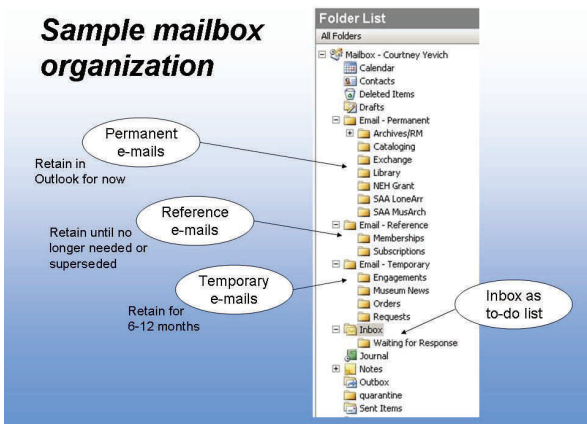 Sample mailbox
organization
Permanent
e-mails
Retain in
Outlook for now
Reference
e-mails
Retain until no
longer needed or
superseded
Temporary
e-mails
Retain for
6-12 months
Folder List
All Folders
Mailbox - Courtney Yevich
Calendar
Contacts
Deleted Items
Drafts
Email - Permanent
Archives/RM
Cataloging
Exchange
Library
NEH Grant
SAA LoneArr
SAA MusArch
Email - Reference
Memberships
Subscriptions
Email - Temporary
Engagements
Museum News
Orders
Requests
Inbox
Waiting for Response
Journal
Notes
Outbox
quarantine
Sent Items
Inbox as
to-do list